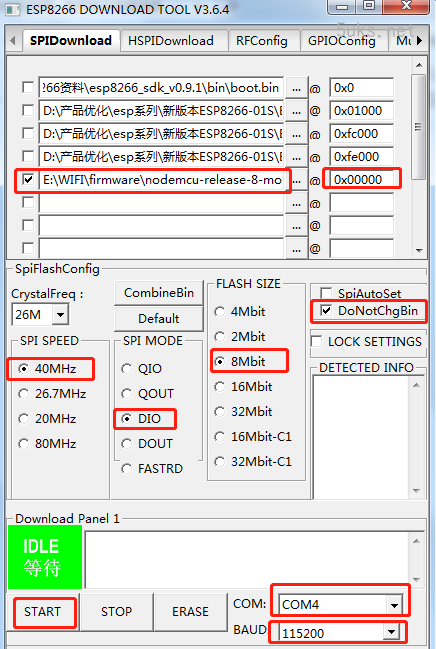 ESP8266 DOWNLOAD TOOL V3.6.4
SPIDownload HSPIDownload RFConfig GPIOConfig Mu
?66资料\esp8266_sdk_v0.9.1\bin\boot.bin ... @ 0x0
D:\产品优化\esp系列\新版本ESP8266-01S\E ... @ 0x01000
D:\产品优化\esp系列\新版本ESP8266-01S\E ... @ 0xfc000
D:\产品优化\esp系列\新版本ESP8266-01S\E ... @ 0xfe000
E:\WIFI\firmware\nodemcu-release-8-mo ... @ 0x00000
... @
... @
... @
SpiFlashConfig
CrystalFreq :
26M
CombineBin
Default
SPI SPEED
40MHz
26.7MHz
20MHz
80MHz
SPI MODE
QIO
QOUT
DIO
DOUT
FASTRD
FLASH SIZE
4Mbit
2Mbit
8Mbit
16Mbit
32Mbit
16Mbit-C1
32Mbit-C1
SpiAutoSet
DoNotChgBin
LOCK SETTINGS
DETECTED INFO
Download Panel 1
IDLE
等待
START STOP ERASE
COM: COM4
BAUD: 115200